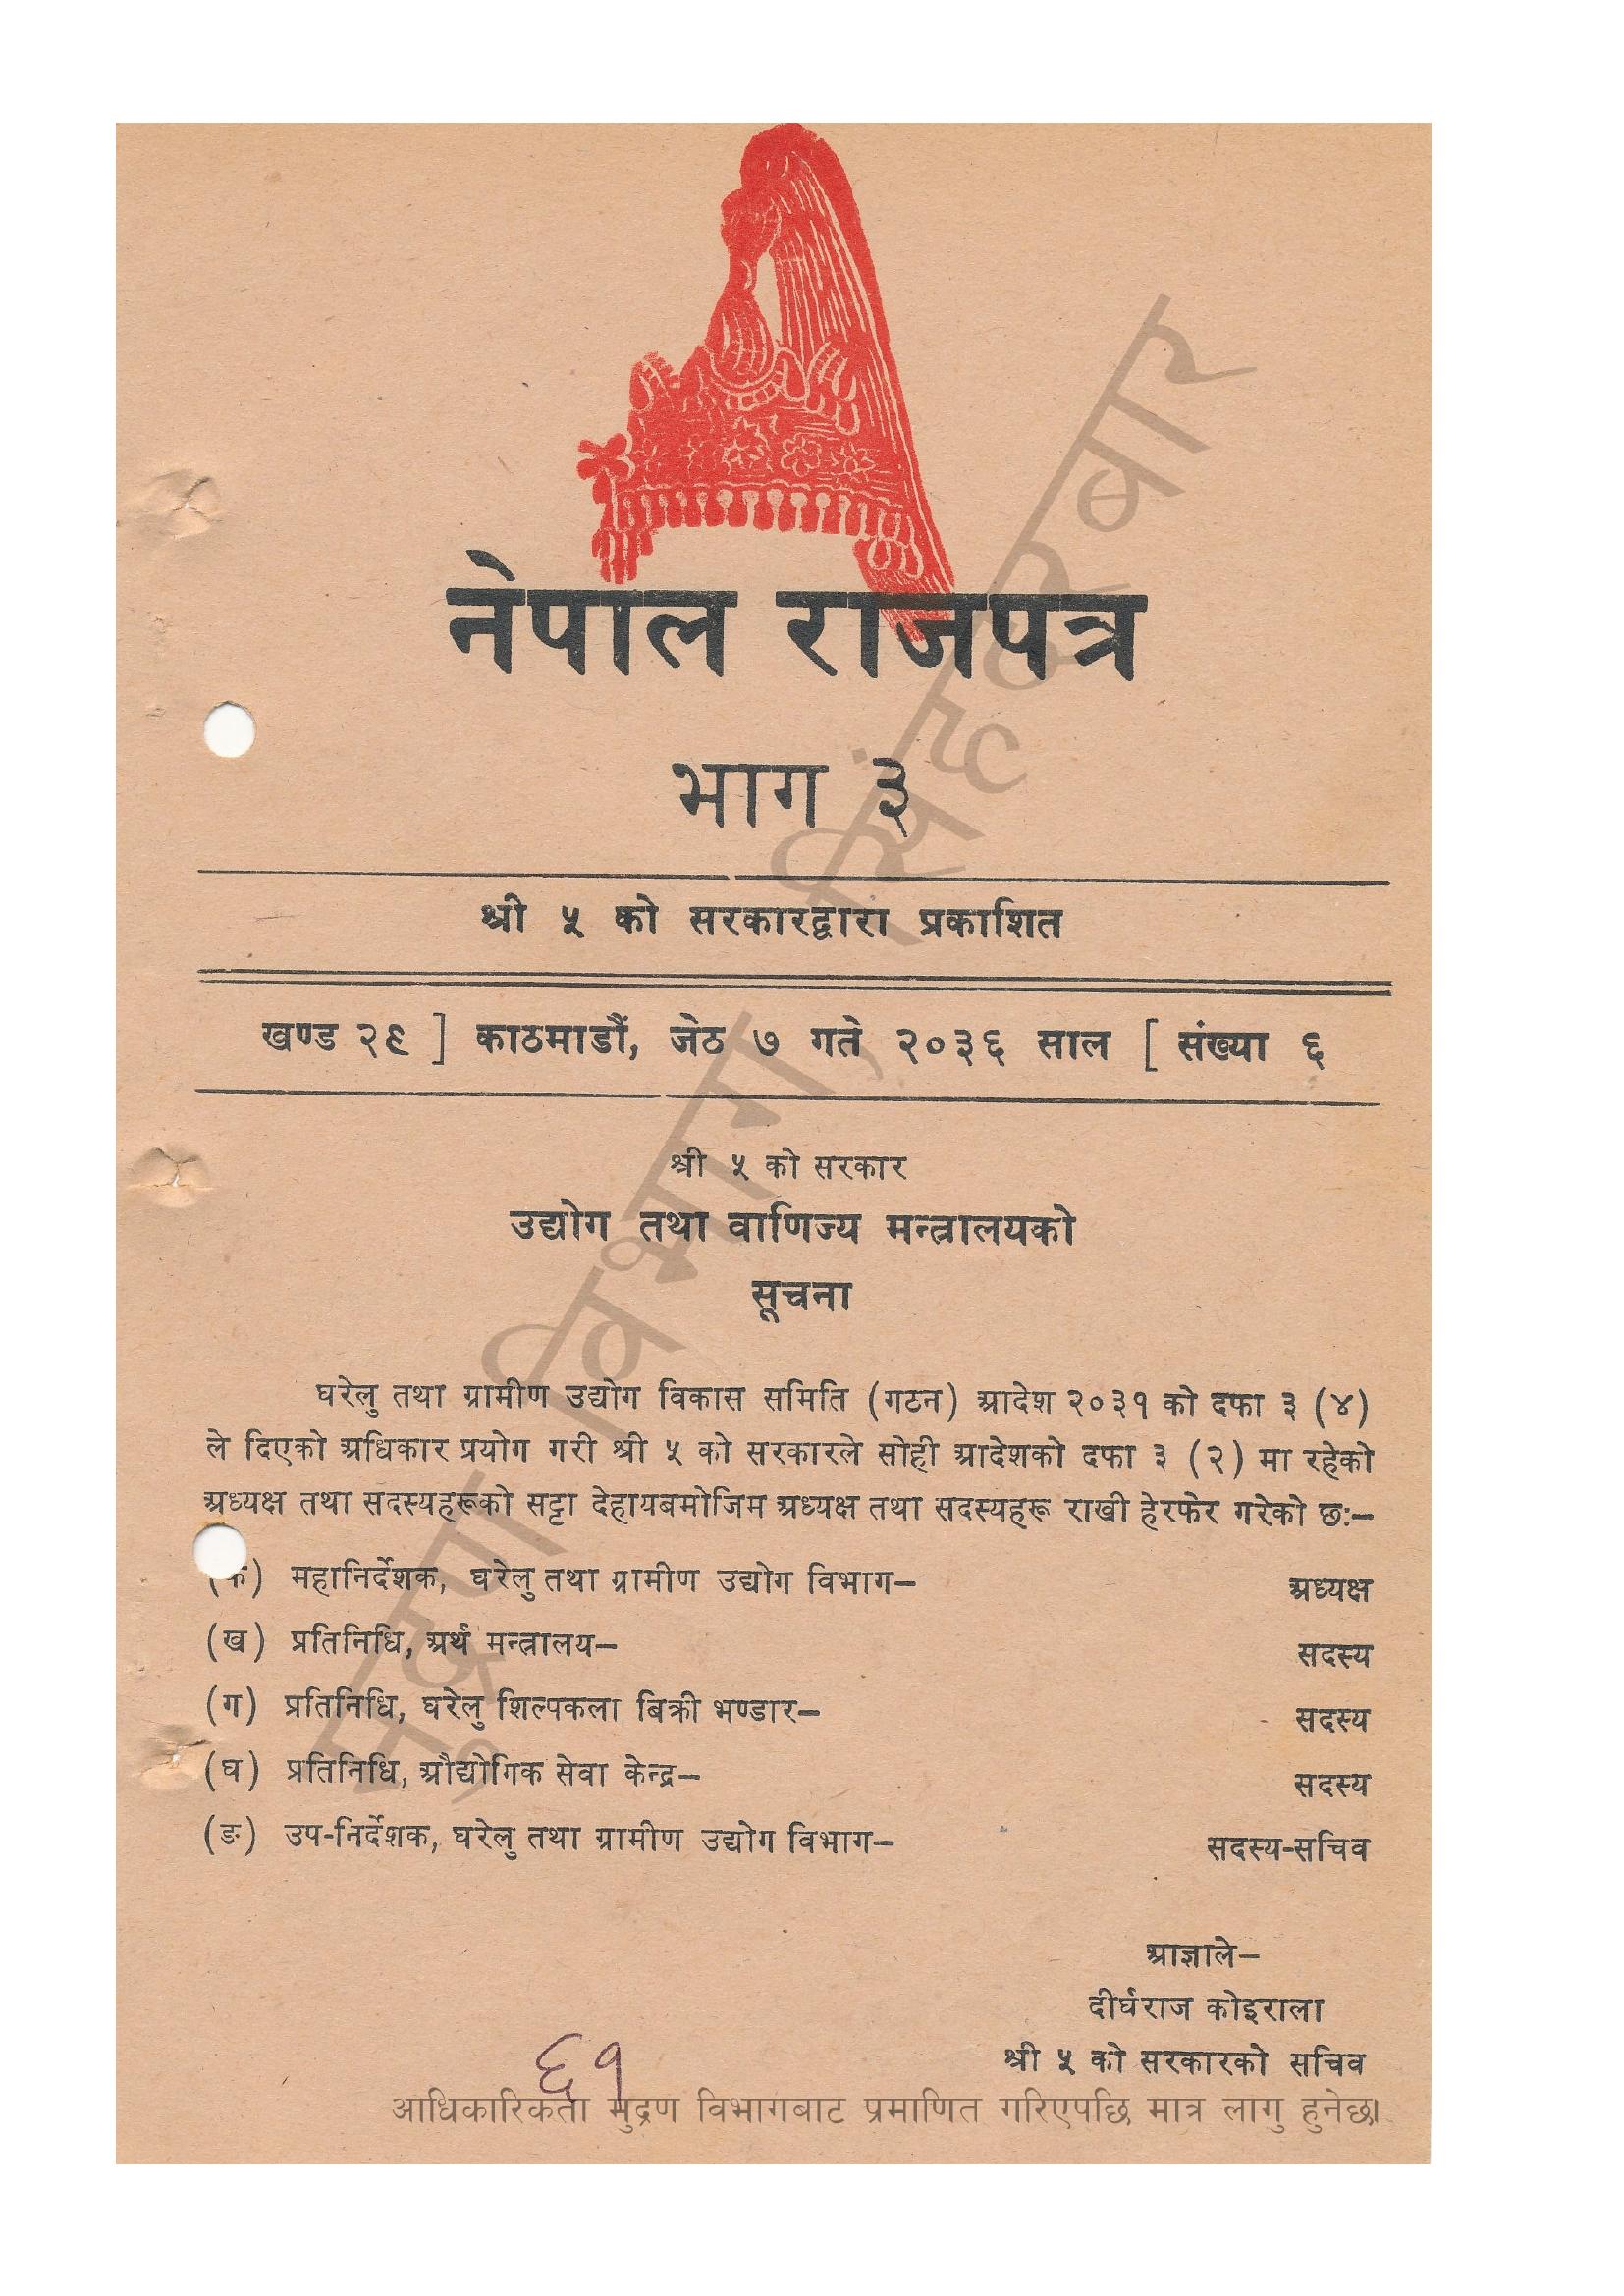 नेपाल राजपत्र
भाग ३
श्री ५ को सरकारद्वारा प्रकाशित
खण्ड २९ ] काठमाडौं, जेठ ७ गते २०३६ साल [ संख्या ६
श्री ५ को सरकार
उद्योग तथा वाणिज्य मन्त्रालयको
सूचना
घरेलु तथा ग्रामीण उद्योग विकास समिति (गठन) आदेश २०३१ को दफा ३ (४)
ले दिएको अधिकार प्रयोग गरी श्री ५ को सरकारले सोही आदेशको दफा ३ (२) मा रहेको
अध्यक्ष तथा सदस्यहरूको सट्टा देहायबमोजिम अध्यक्ष तथा सदस्यहरू राखी हेरफेर गरेको छः–
(क) महानिर्देशक, घरेलु तथा ग्रामीण उद्योग विभाग– अध्यक्ष
(ख) प्रतिनिधि, अर्थ मन्त्रालय– सदस्य
(ग) प्रतिनिधि, घरेलु शिल्पकला बिक्री भण्डार– सदस्य
(घ) प्रतिनिधि, औद्योगिक सेवा केन्द्र– सदस्य
(ङ) उप-निर्देशक, घरेलु तथा ग्रामीण उद्योग विभाग– सदस्य-सचिव
आज्ञाले–
दीर्घराज कोइराला
श्री ५ को सरकारको सचिव
६१
आधिकारिकता मुद्रण विभागबाट प्रमाणित गरिएपछि मात्र लागु हुनेछ।
मुद्रण विभाग, सिंहदरबार